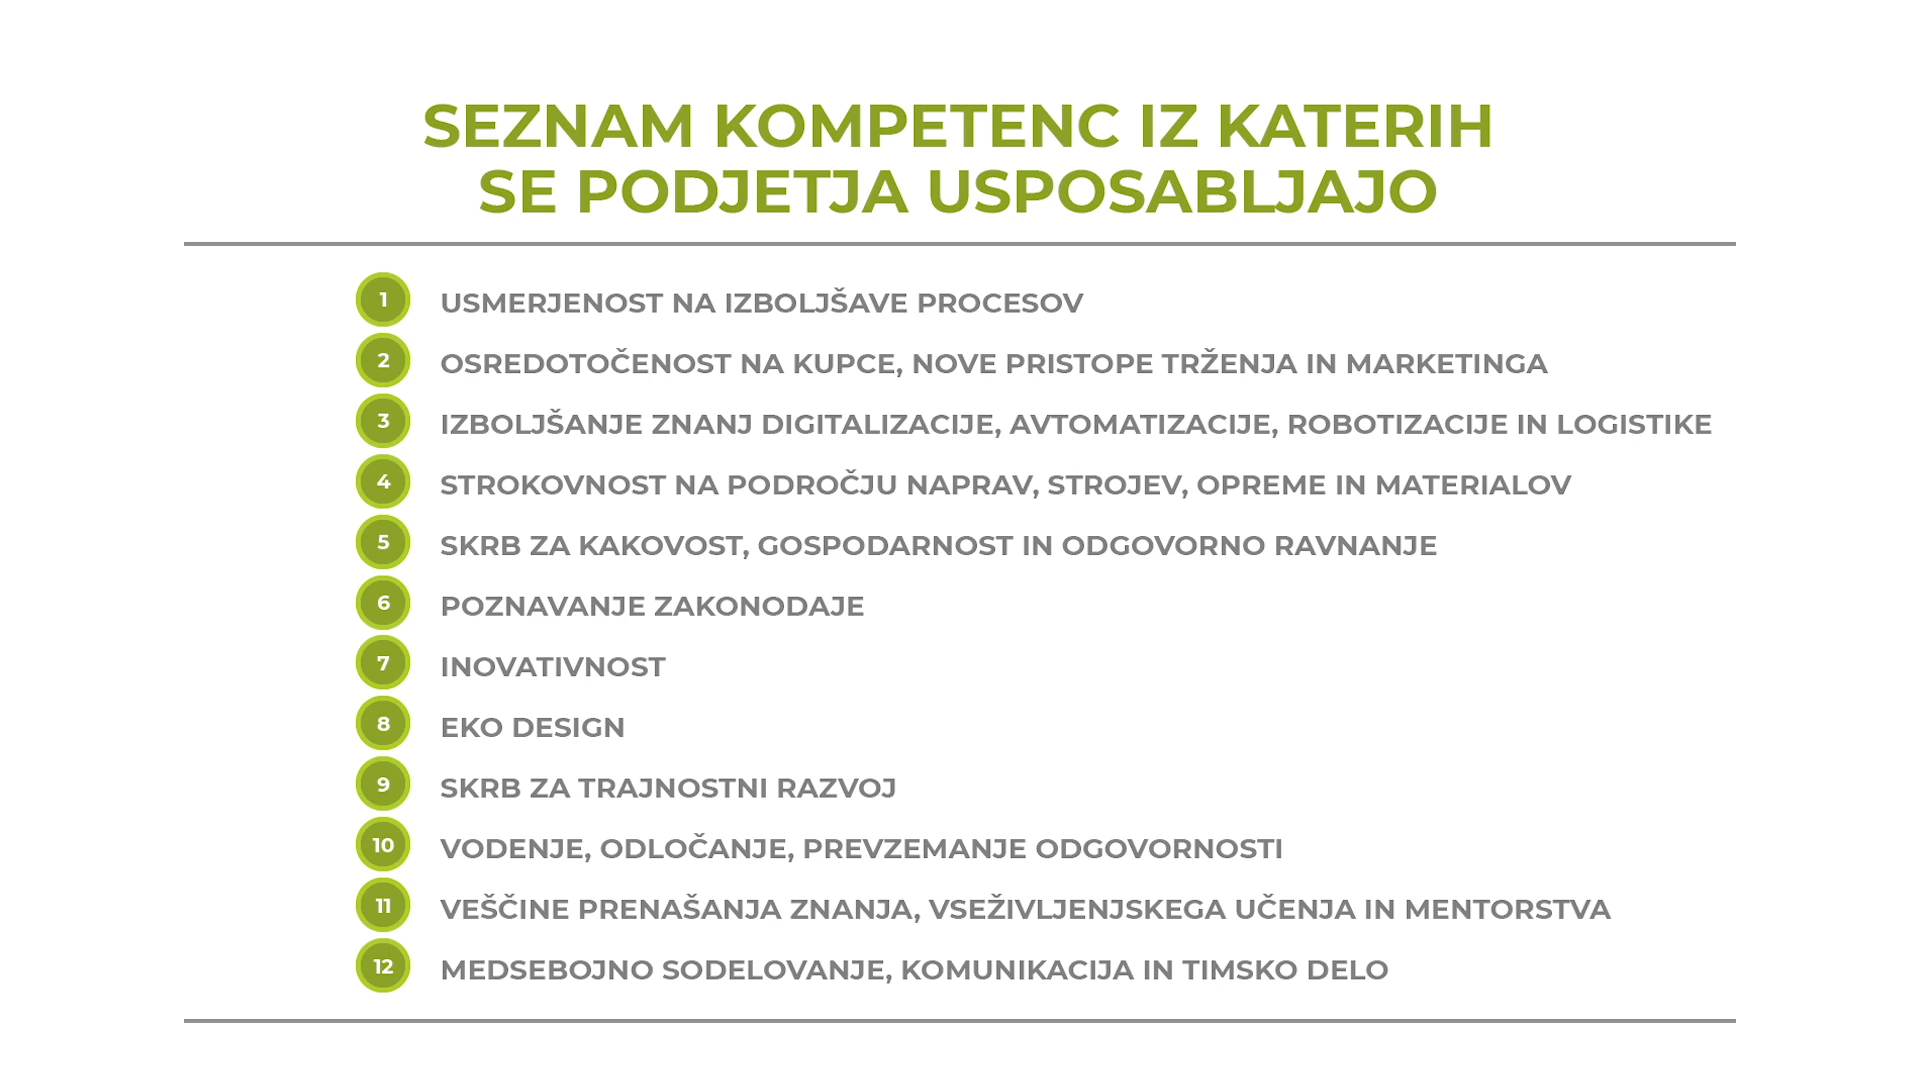 SEZNAM KOMPETENC IZ KATERIH
SE PODJETJA USPOSABLJAJO
1 USMERJENOST NA IZBOLJŠAVE PROCESOV
2 OSREDOTOČENOST NA KUPCE, NOVE PRISTOPE TRŽENJA IN MARKETINGA
3 IZBOLJŠANJE ZNANJ DIGITALIZACIJE, AVTOMATIZACIJE, ROBOTIZACIJE IN LOGISTIKE
4 STROKOVNOST NA PODROČJU NAPRAV, STROJEV, OPREME IN MATERIALOV
5 SKRB ZA KAKOVOST, GOSPODARNOST IN ODGOVORNO RAVNANJE
6 POZNAVANJE ZAKONODAJE
7 INOVATIVNOST
8 EKO DESIGN
9 SKRB ZA TRAJNOSTNI RAZVOJ
10 VODENJE, ODLOČANJE, PREVZEMANJE ODGOVORNOSTI
11 VEŠČINE PRENAŠANJA ZNANJA, VSEŽIVLJENJSKEGA UČENJA IN MENTORSTVA
12 MEDSEBOJNO SODELOVANJE, KOMUNIKACIJA IN TIMSKO DELO